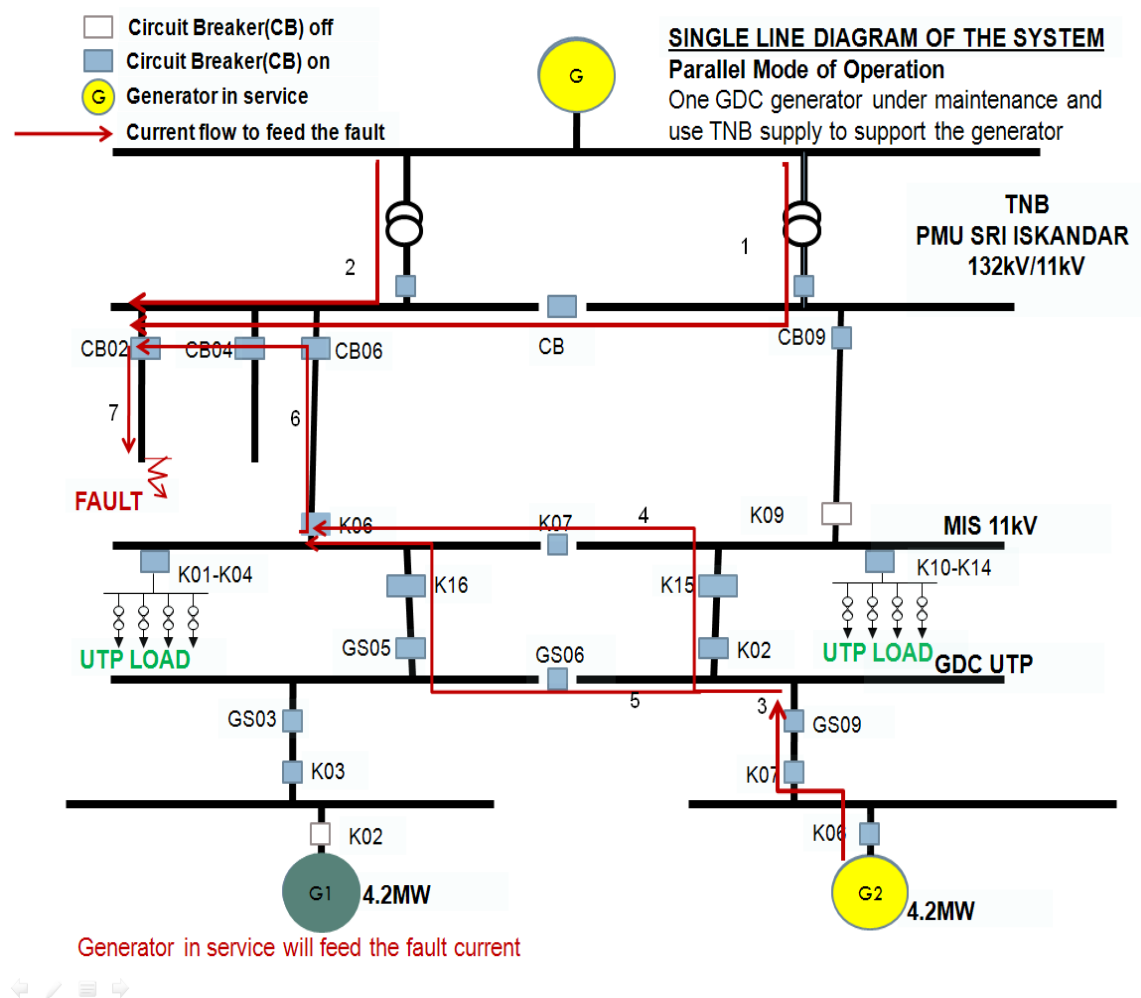 Circuit Breaker(CB) off
Circuit Breaker(CB) on
G
Generator in service
Current flow to feed the fault
G
SINGLE LINE DIAGRAM OF THE SYSTEM
Parallel Mode of Operation
One GDC generator under maintenance and
use TNB supply to support the generator
TNB
PMU SRI ISKANDAR
132kV/11kV
2
1
CB02
CB04
CB06
CB
CB09
7
6
FAULT
K06
K07
4
K09
MIS 11kV
K01-K04
K16
K15
K10-K14
UTP LOAD
GS05
GS06
K02
UTP LOAD
GDC UTP
5
3
GS03
GS09
K03
K07
K02
K06
G1
4.2MW
G2
4.2MW
Generator in service will feed the fault current